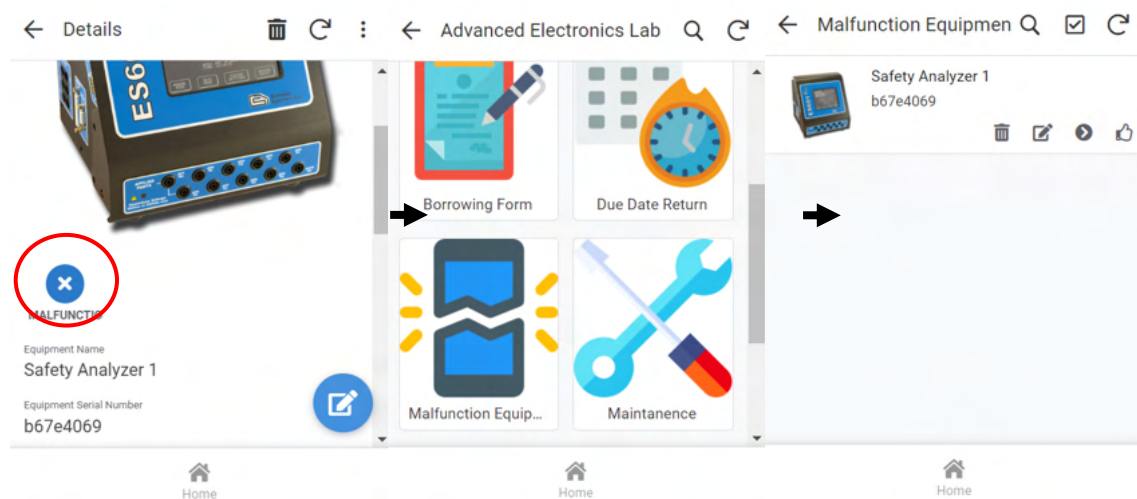 Details
ES6
MALFUNCTIO
Equipment Name
Safety Analyzer 1
Equipment Serial Number
b67e4069
Home
Advanced Electronics Lab
Borrowing Form
Due Date Return
Malfunction Equip...
Maintanence
Home
Malfunction Equipmen
Safety Analyzer 1
b67e4069
Home